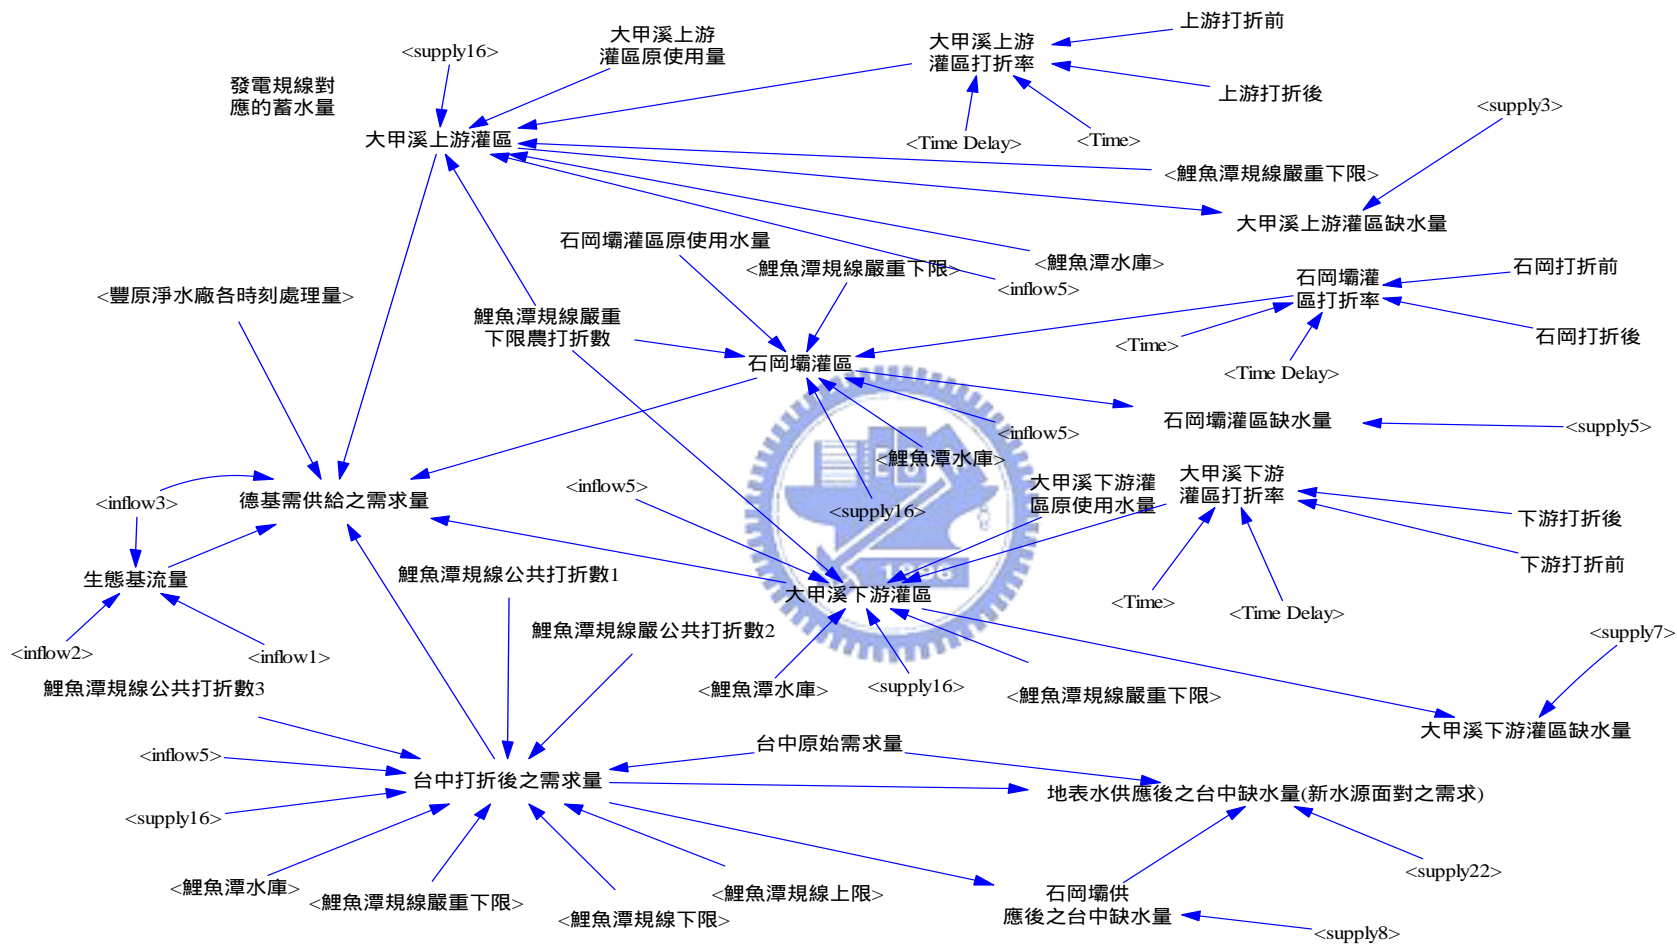 上游打折前
<supply16>
大甲溪上游
灌區原使用量
大甲溪上游
灌區打折率
發電規線對
應的蓄水量
上游打折後
<supply3>
大甲溪上游灌區
<Time Delay>
<Time>
<鯉魚潭規線嚴重下限>
大甲溪上游灌區缺水量
石岡壩灌區原使用水量
<鯉魚潭規線嚴重下限>
<鯉魚潭水庫>
<inflow5>
石岡壩灌
區打折率
石岡打折前
<豐原淨水廠各時刻處理量>
鯉魚潭規線嚴重
下限農打折數
石岡打折後
<Time>
<Time Delay>
石岡壩灌區
石岡壩灌區缺水量
<supply5>
<inflow5>
<鯉魚潭水庫>
<supply16>
<inflow3>
德基需供給之需求量
<inflow5>
大甲溪下游灌
區原使用水量
大甲溪下游
灌區打折率
下游打折後
下游打折前
生態基流量
鯉魚潭規線公共打折數1
1896
大甲溪下游灌區
<Time>
<Time Delay>
<inflow2>
<inflow1>
鯉魚潭規線嚴公共打折數2
<supply7>
鯉魚潭規線公共打折數3
<鯉魚潭水庫>
<supply16>
<鯉魚潭規線嚴重下限>
大甲溪下游灌區缺水量
<inflow5>
台中原始需求量
台中打折後之需求量
地表水供應後之台中缺水量(新水源面對之需求)
<supply16>
<鯉魚潭水庫>
<鯉魚潭規線嚴重下限>
<鯉魚潭規線下限>
<鯉魚潭規線上限>
石岡壩供
應後之台中缺水量
<supply22>
<supply8>